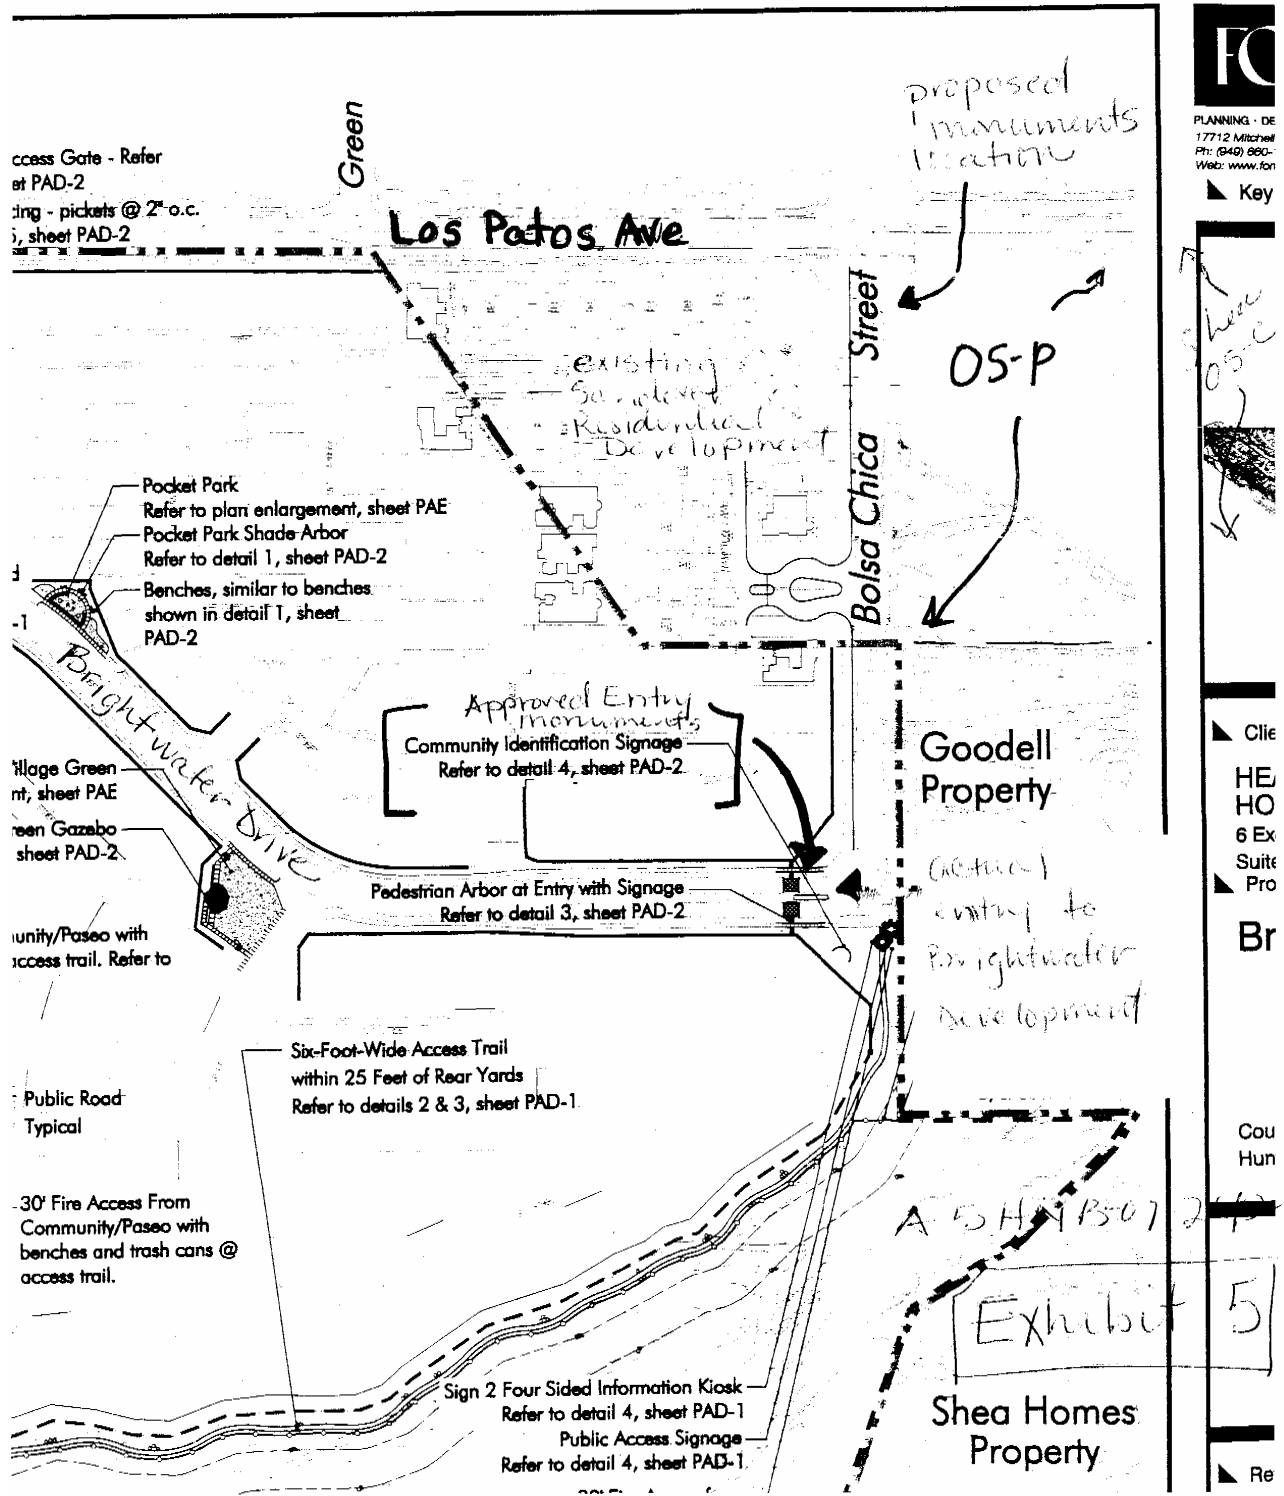 proposed
monuments
location
FO
PLANNING · DE
17712 Mitchell
Ph: (949) 660-
Web: www.for
Key
ccess Gate - Refer
et PAD-2
ing - pickets @ 2" o.c.
5, sheet PAD-2
Green
Los Patos Ave
Bolsa Chica Street
OS-P
Shea
OS-C
existing
Residential
Development
Pocket Park
Refer to plan enlargement, sheet PAE
Pocket Park Shade Arbor
Refer to detail 1, sheet PAD-2
Benches, similar to benches
shown in detail 1, sheet
PAD-2
d
-1
Brightwater Drive
Approved Entry
monuments
Community Identification Signage
Refer to detail 4, sheet PAD-2
Goodell
Property
Clie
HEA
HO
6 Ex
Suite
Pro
Br
illage Green
nt, sheet PAE
reen Gazebo
sheet PAD-2
Pedestrian Arbor at Entry with Signage
Refer to detail 3, sheet PAD-2
actual
entry to
Brightwater
Development
unity/Paseo with
access trail. Refer to
Six-Foot-Wide Access Trail
within 25 Feet of Rear Yards
Refer to details 2 & 3, sheet PAD-1
Public Road
Typical
Cou
Hun
30' Fire Access From
Community/Paseo with
benches and trash cans @
access trail.
Exhibit 5
Sign 2 Four Sided Information Kiosk
Refer to detail 4, sheet PAD-1
Public Access Signage
Refer to detail 4, sheet PAD-1
Shea Homes
Property
Re